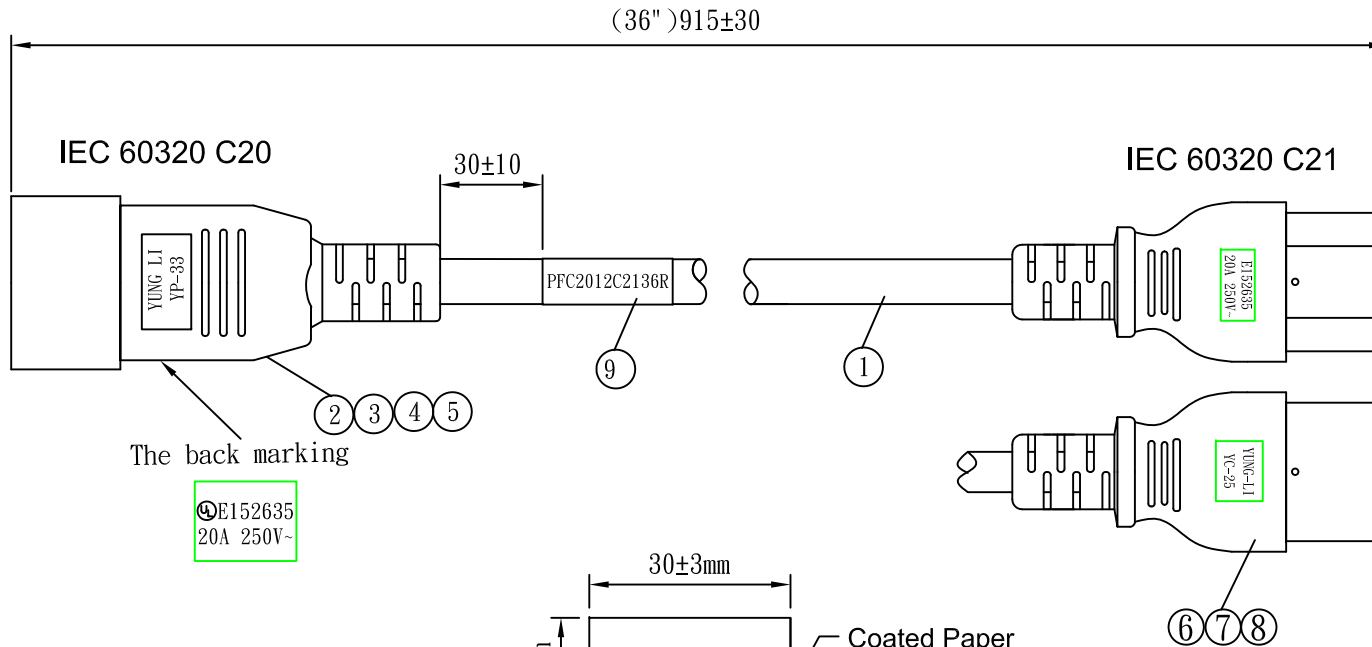 (36")915±30
IEC 60320 C20
30±10
IEC 60320 C21
YUNG LI
YP-33
PFC2012C2136R
E152635
20A 250V~
9
1
2 3 4 5
The back marking
UL E152635
20A 250V~
YUNG-LI
YC-25
30±3mm
Coated Paper
6 7 8